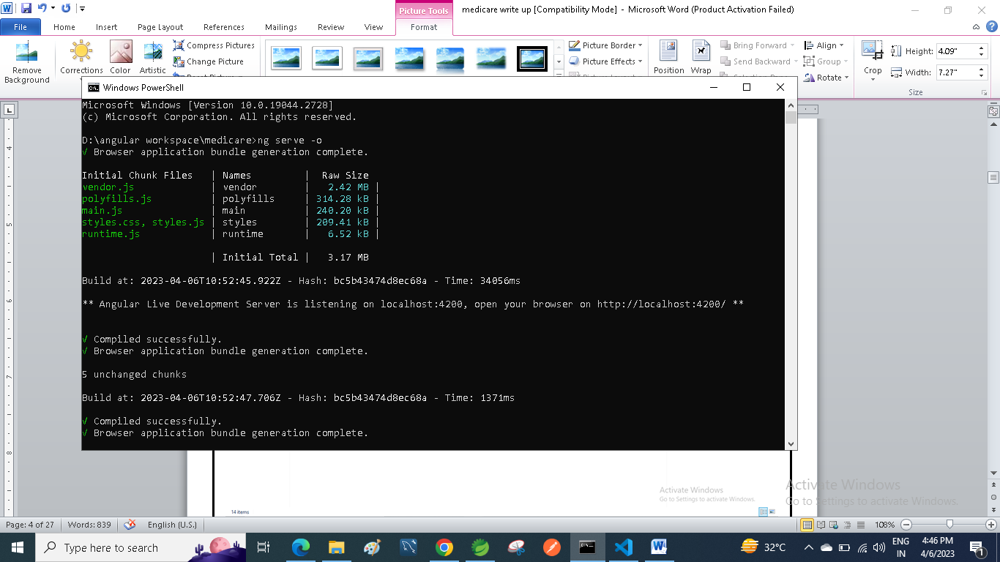 Picture Tools
medicare write up [Compatibility Mode] - Microsoft Word (Product Activation Failed)
File Home Insert Page Layout References Mailings Review View Format
Remove Background
Corrections Color Artistic
Compress Pictures
Change Picture
Picture Border
Picture Effects
Position Wrap
Bring Forward
Send Backward
Align
Group
Rotate
Crop
Height: 4.09"
Width: 7.27"
Size
Windows PowerShell
Microsoft Windows [Version 10.0.19044.2728]
(c) Microsoft Corporation. All rights reserved.
D:\angular workspace\medicare>ng serve -o
√ Browser application bundle generation complete.
Initial Chunk Files | Names | Raw Size
vendor.js | vendor | 2.42 MB |
polyfills.js | polyfills | 314.28 kB |
main.js | main | 240.20 kB |
styles.css, styles.js | styles | 209.41 kB |
runtime.js | runtime | 6.52 kB |
| Initial Total | 3.17 MB
Build at: 2023-04-06T10:52:45.922Z - Hash: bc5b43474d8ec68a - Time: 34056ms
** Angular Live Development Server is listening on localhost:4200, open your browser on http://localhost:4200/ **
√ Compiled successfully.
√ Browser application bundle generation complete.
5 unchanged chunks
Build at: 2023-04-06T10:52:47.706Z - Hash: bc5b43474d8ec68a - Time: 1371ms
√ Compiled successfully.
√ Browser application bundle generation complete.
4
5
6
7
8
Activate Windows
Go to Settings to activate Windows.
14 items
Activate Windows
Go to Settings to activate Windows.
Page: 4 of 27 Words: 839 English (U.S.) 108%
Type here to search
32°C
ENG
IN
4:46 PM
4/6/2023
1